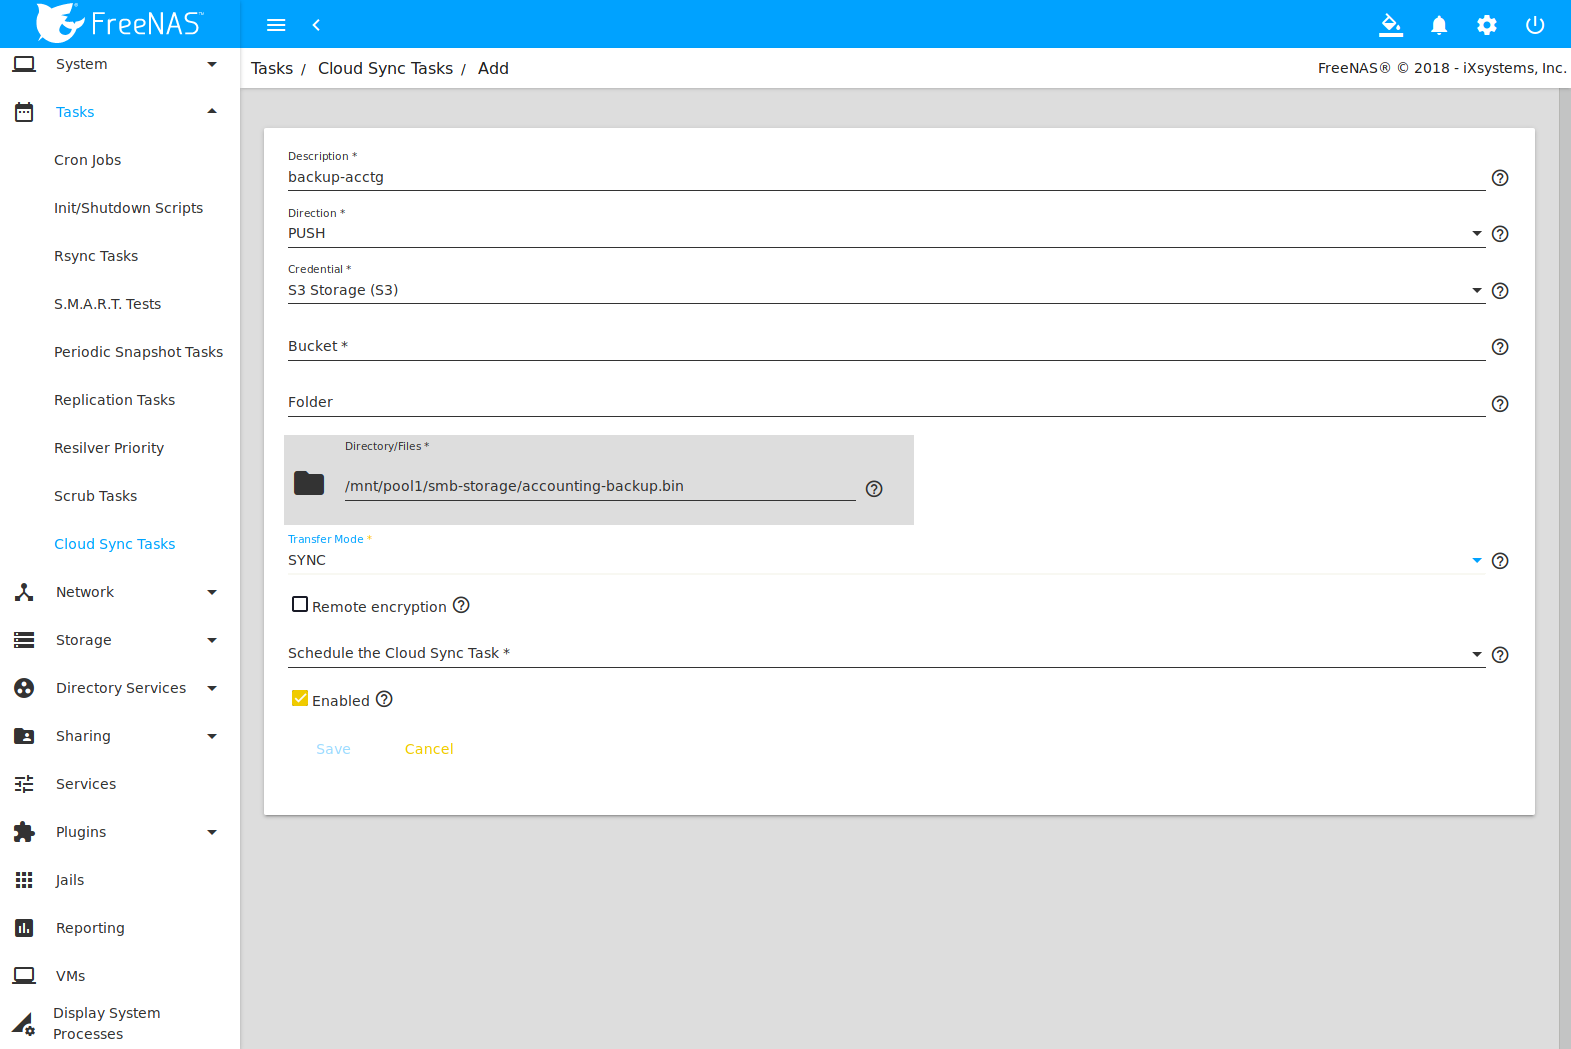 FreeNAS™
Tasks / Cloud Sync Tasks / Add
FreeNAS® © 2018 - iXsystems, Inc.
System
Tasks
Cron Jobs
Init/Shutdown Scripts
Rsync Tasks
S.M.A.R.T. Tests
Periodic Snapshot Tasks
Replication Tasks
Resilver Priority
Scrub Tasks
Cloud Sync Tasks
Network
Storage
Directory Services
Sharing
Services
Plugins
Jails
Reporting
VMs
Display System
Processes
Description *
backup-acctg
Direction *
PUSH
Credential *
S3 Storage (S3)
Bucket *
Folder
Directory/Files *
/mnt/pool1/smb-storage/accounting-backup.bin
Transfer Mode *
SYNC
Remote encryption
Schedule the Cloud Sync Task *
Enabled
Save Cancel